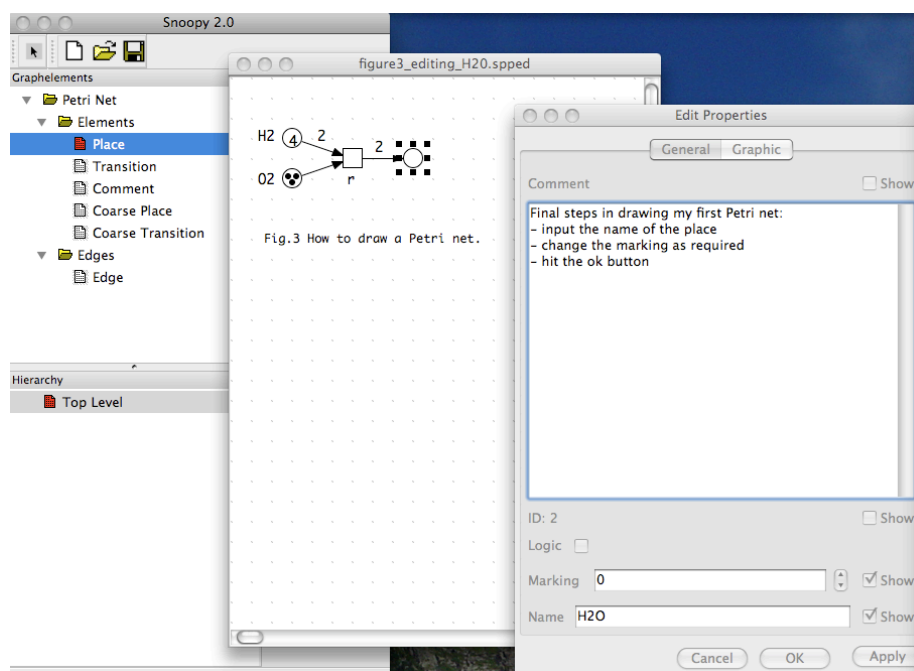 Snoopy 2.0
Graphelements
Petri Net
Elements
Place
Transition
Comment
Coarse Place
Coarse Transition
Edges
Edge
Hierarchy
Top Level
figure3_editing_H20.spped
H2 4 2
2
O2
r
Fig.3 How to draw a Petri net.
Edit Properties
General Graphic
Comment Show
Final steps in drawing my first Petri net:
- input the name of the place
- change the marking as required
- hit the ok button
ID: 2 Show
Logic
Marking 0 Show
Name H2O Show
Cancel OK Apply